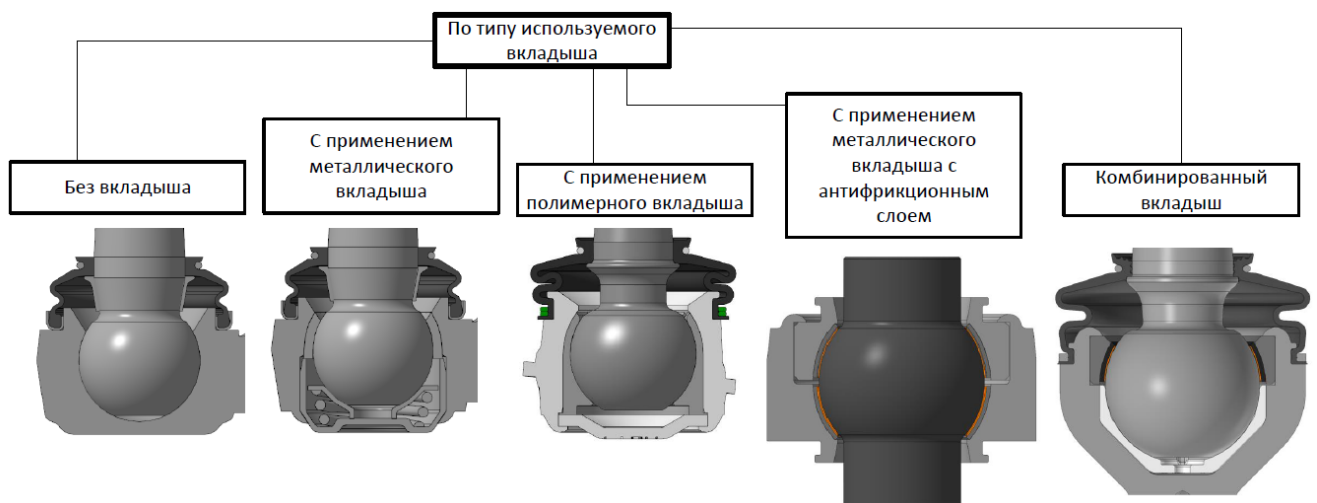 По типу используемого
вкладыша
Без вкладыша
С применением
металлического
вкладыша
С применением
полимерного вкладыша
С применением
металлического
вкладыша с
антифрикционным
слоем
Комбинированный
вкладыш